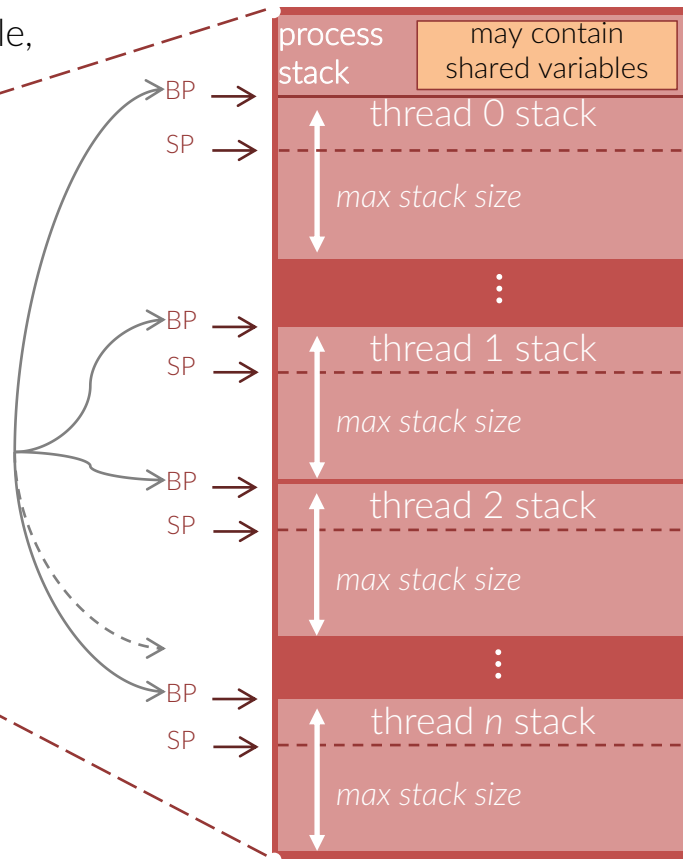 le,
process
stack
may contain
shared variables
BP
thread 0 stack
SP
max stack size
⋮
BP
thread 1 stack
SP
max stack size
BP
thread 2 stack
SP
max stack size
⋮
BP
thread n stack
SP
max stack size